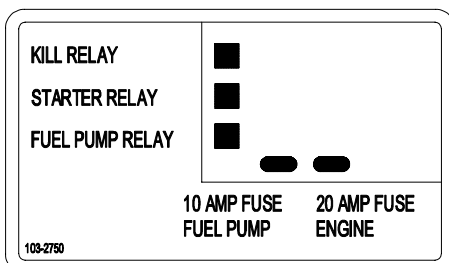 KILL RELAY
STARTER RELAY
FUEL PUMP RELAY
10 AMP FUSE 20 AMP FUSE
FUEL PUMP ENGINE
103-2750